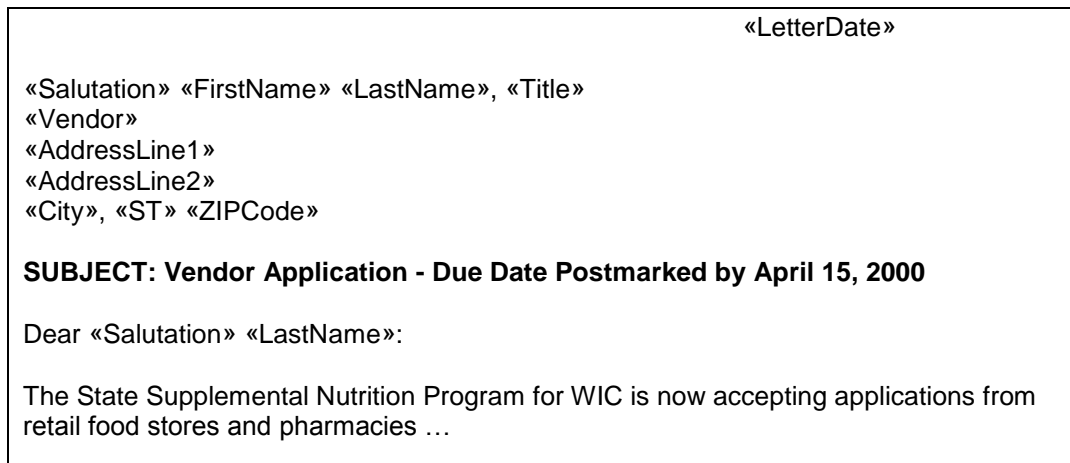 «LetterDate»
«Salutation» «FirstName» «LastName», «Title»
«Vendor»
«AddressLine1»
«AddressLine2»
«City», «ST» «ZIPCode»
SUBJECT: Vendor Application - Due Date Postmarked by April 15, 2000
Dear «Salutation» «LastName»:
The State Supplemental Nutrition Program for WIC is now accepting applications from
retail food stores and pharmacies …